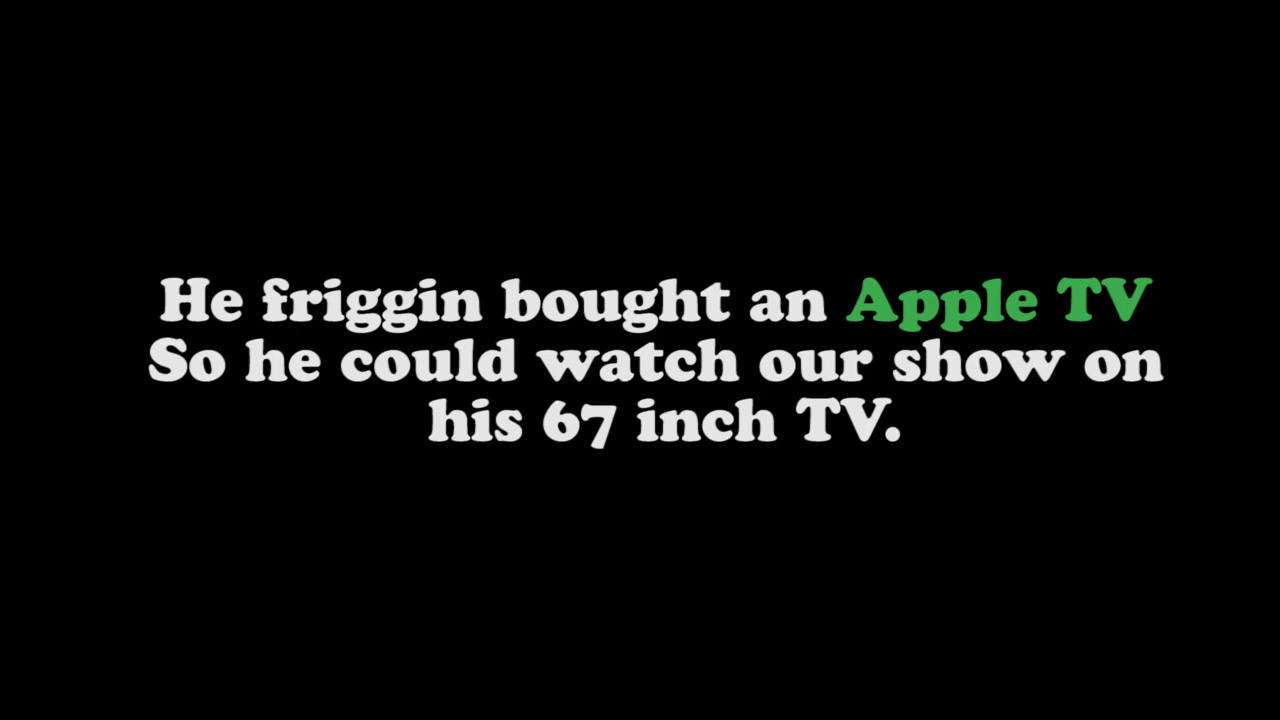 He friggin bought an Apple TV
So he could watch our show on
his 67 inch TV.